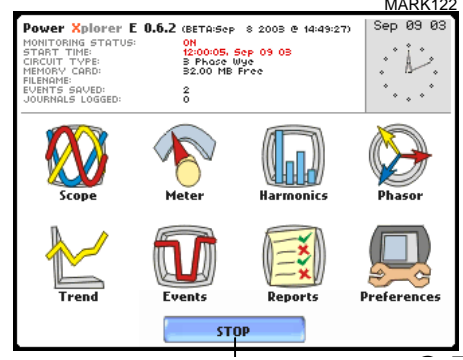 MARK122
Power Xplorer E 0.6.2 (BETA:Sep 8 2003 @ 14:49:27)
Sep 09 03
MONITORING STATUS: ON
START TIME: 12:00:05, Sep 09 03
CIRCUIT TYPE: 3 Phase Wye
MEMORY CARD: 32.00 MB Free
FILENAME:
EVENTS SAVED: 2
JOURNALS LOGGED: 0
Scope Meter Harmonics Phasor
Trend Events Reports Preferences
STOP